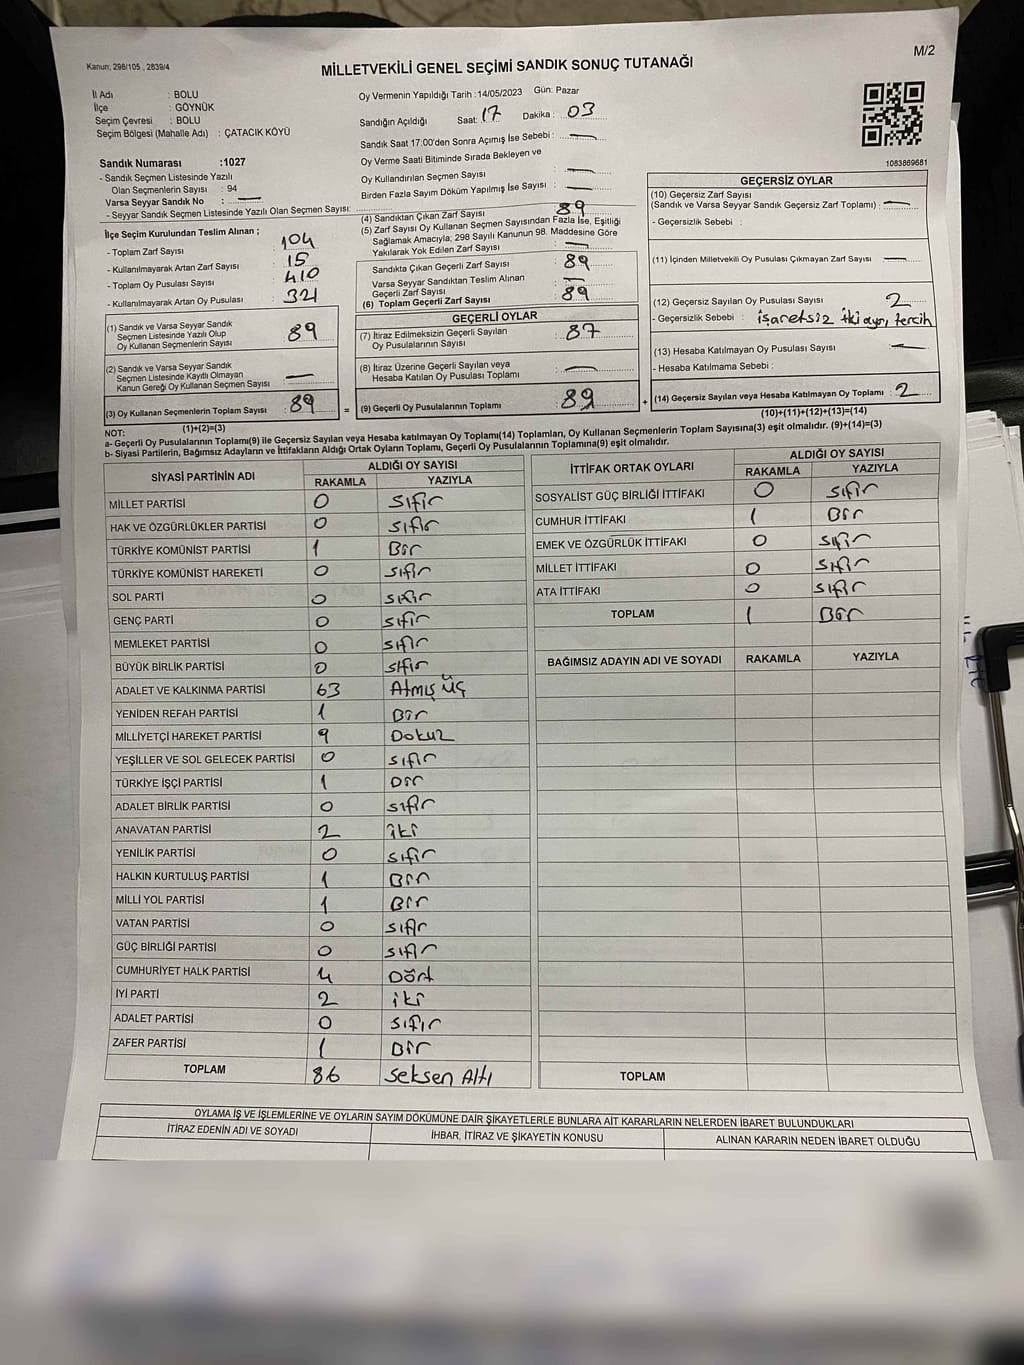 M/2
Kanun; 298/105 , 2839/4
MİLLETVEKİLİ GENEL SEÇİMİ SANDIK SONUÇ TUTANAĞI
İl Adı : BOLU
İlçe : GÖYNÜK
Seçim Çevresi : BOLU
Seçim Bölgesi (Mahalle Adı) : ÇATACIK KÖYÜ
Sandık Numarası :1027
- Sandık Seçmen Listesinde Yazılı
Olan Seçmenlerin Sayısı : 94
Varsa Seyyar Sandık No : —
- Seyyar Sandık Seçmen Listesinde Yazılı Olan Seçmen Sayısı:
Oy Vermenin Yapıldığı Tarih :14/05/2023 Gün: Pazar
Sandığın Açıldığı Saat: 17 Dakika : 03
Sandık Saat 17:00'den Sonra Açımış İse Sebebi : —
Oy Verme Saati Bitiminde Sırada Bekleyen ve
Oy Kullandırılan Seçmen Sayısı : —
Birden Fazla Sayım Döküm Yapılmış İse Sayısı : —
1083869681
İlçe Seçim Kurulundan Teslim Alınan ;
- Toplam Zarf Sayısı : 104
- Kullanılmayarak Artan Zarf Sayısı : 15
- Toplam Oy Pusulası Sayısı : 410
- Kullanılmayarak Artan Oy Pusulası : 321
(1) Sandık ve Varsa Seyyar Sandık
Seçmen Listesinde Yazılı Olup
Oy Kullanan Seçmenlerin Sayısı : 89
(2) Sandık ve Varsa Seyyar Sandık
Seçmen Listesinde Kayıtlı Olmayan
Kanun Gereği Oy Kullanan Seçmen Sayısı : —
(3) Oy Kullanan Seçmenlerin Toplam Sayısı : 89
(1)+(2)=(3)
(4) Sandıktan Çıkan Zarf Sayısı : 89
(5) Zarf Sayısı Oy Kullanan Seçmen Sayısından Fazla İse, Eşitliği
Sağlamak Amacıyla; 298 Sayılı Kanunun 98. Maddesine Göre
Yakılarak Yok Edilen Zarf Sayısı : —
Sandıkta Çıkan Geçerli Zarf Sayısı : 89
Varsa Seyyar Sandıktan Teslim Alınan
Geçerli Zarf Sayısı : —
(6) Toplam Geçerli Zarf Sayısı : 89
GEÇERLİ OYLAR
(7) İtiraz Edilmeksizin Geçerli Sayılan
Oy Pusulalarının Sayısı : 87
(8) İtiraz Üzerine Geçerli Sayılan veya
Hesaba Katılan Oy Pusulası Toplamı : —
= (9) Geçerli Oy Pusulalarının Toplamı : 89
GEÇERSİZ OYLAR
(10) Geçersiz Zarf Sayısı
(Sandık ve Varsa Seyyar Sandık Geçersiz Zarf Toplamı) : —
- Geçersizlik Sebebi :
(11) İçinden Milletvekili Oy Pusulası Çıkmayan Zarf Sayısı : —
(12) Geçersiz Sayılan Oy Pusulası Sayısı : 2
- Geçersizlik Sebebi : işaretsiz iki ayrı tercih
(13) Hesaba Katılmayan Oy Pusulası Sayısı : —
- Hesaba Katılmama Sebebi :
+ (14) Geçersiz Sayılan veya Hesaba Katılmayan Oy Toplamı : 2
(10)+(11)+(12)+(13)=(14)
NOT:
a- Geçerli Oy Pusulalarının Toplamı(9) ile Geçersiz Sayılan veya Hesaba katılmayan Oy Toplamı(14) Toplamları, Oy Kullanan Seçmenlerin Toplam Sayısına(3) eşit olmalıdır. (9)+(14)=(3)
b- Siyasi Partilerin, Bağımsız Adayların ve İttifakların Aldığı Ortak Oyların Toplamı, Geçerli Oy Pusulalarının Toplamına(9) eşit olmalıdır.
SİYASİ PARTİNİN ADI ALDIĞI OY SAYISI
RAKAMLA YAZIYLA
MİLLET PARTİSİ 0 Sıfır
HAK VE ÖZGÜRLÜKLER PARTİSİ 0 Sıfır
TÜRKİYE KOMÜNİST PARTİSİ 1 Bir
TÜRKİYE KOMÜNİST HAREKETİ 0 Sıfır
SOL PARTİ 0 Sıfır
GENÇ PARTİ 0 Sıfır
MEMLEKET PARTİSİ 0 Sıfır
BÜYÜK BİRLİK PARTİSİ 0 Sıfır
ADALET VE KALKINMA PARTİSİ 63 Atmış Üç
YENİDEN REFAH PARTİSİ 1 Bir
MİLLİYETÇİ HAREKET PARTİSİ 9 Dokuz
YEŞİLLER VE SOL GELECEK PARTİSİ 0 Sıfır
TÜRKİYE İŞÇİ PARTİSİ 1 Bir
ADALET BİRLİK PARTİSİ 0 Sıfır
ANAVATAN PARTİSİ 2 iki
YENİLİK PARTİSİ 0 Sıfır
HALKIN KURTULUŞ PARTİSİ 1 Bir
MİLLİ YOL PARTİSİ 1 Bir
VATAN PARTİSİ 0 Sıfır
GÜÇ BİRLİĞİ PARTİSİ 0 Sıfır
CUMHURİYET HALK PARTİSİ 4 Dört
İYİ PARTİ 2 iki
ADALET PARTİSİ 0 Sıfır
ZAFER PARTİSİ 1 Bir
TOPLAM 86 Seksen Altı
İTTİFAK ORTAK OYLARI ALDIĞI OY SAYISI
RAKAMLA YAZIYLA
SOSYALİST GÜÇ BİRLİĞİ İTTİFAKI 0 Sıfır
CUMHUR İTTİFAKI 1 Bir
EMEK VE ÖZGÜRLÜK İTTİFAKI 0 Sıfır
MİLLET İTTİFAKI 0 Sıfır
ATA İTTİFAKI 0 Sıfır
TOPLAM 1 Bir
BAĞIMSIZ ADAYIN ADI VE SOYADI RAKAMLA YAZIYLA
TOPLAM
OYLAMA İŞ VE İŞLEMLERİNE VE OYLARIN SAYIM DÖKÜMÜNE DAİR ŞİKAYETLERLE BUNLARA AİT KARARLARIN NELERDEN İBARET BULUNDUKLARI
İTİRAZ EDENİN ADI VE SOYADI İHBAR, İTİRAZ VE ŞİKAYETİN KONUSU ALINAN KARARIN NEDEN İBARET OLDUĞU